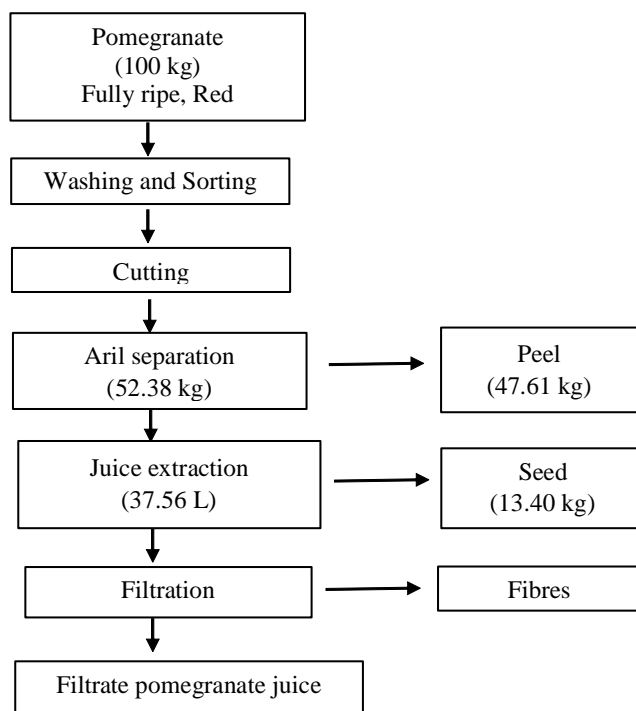 Pomegranate
(100 kg)
Fully ripe, Red
Washing and Sorting
Cutting
Aril separation
(52.38 kg)
Peel
(47.61 kg)
Juice extraction
(37.56 L)
Seed
(13.40 kg)
Filtration
Fibres
Filtrate pomegranate juice